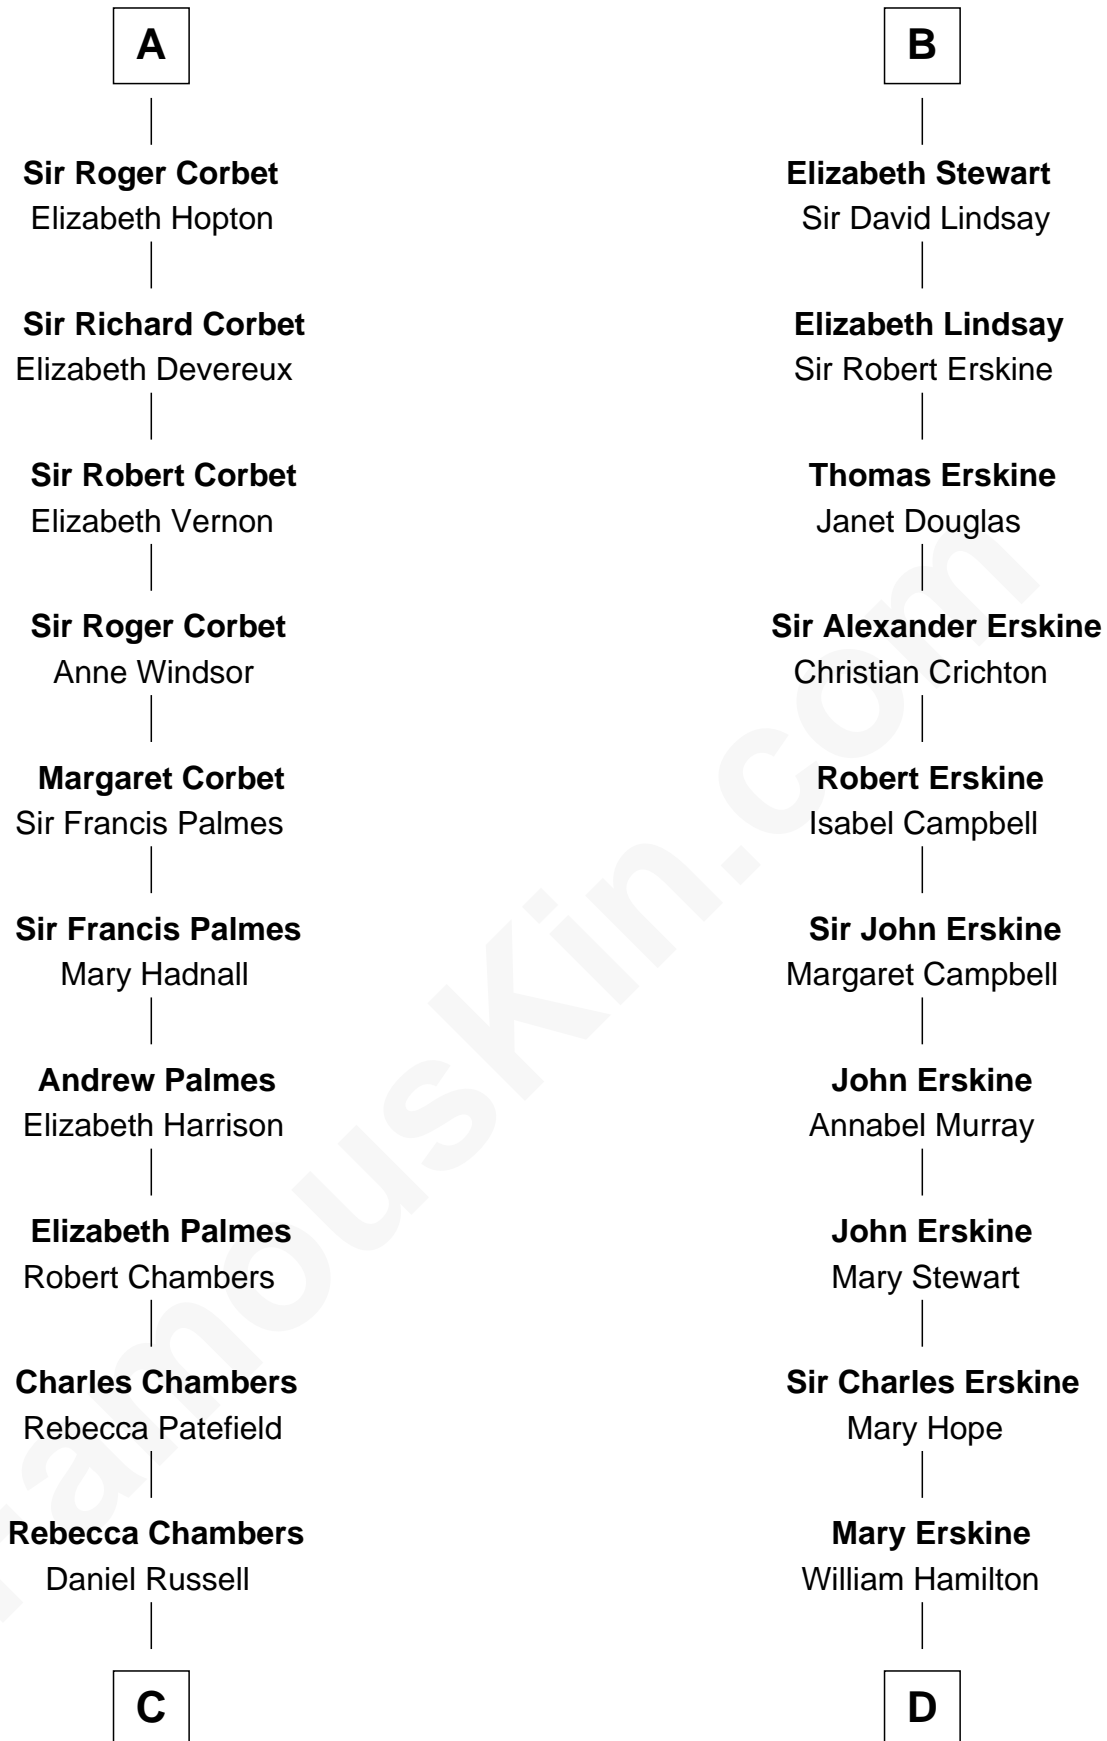 A
Sir Roger Corbet
Elizabeth Hopton
Sir Richard Corbet
Elizabeth Devereux
Sir Robert Corbet
Elizabeth Vernon
Sir Roger Corbet
Anne Windsor
Margaret Corbet
Sir Francis Palmes
Sir Francis Palmes
Mary Hadnall
Andrew Palmes
Elizabeth Harrison
Elizabeth Palmes
Robert Chambers
Charles Chambers
Rebecca Patefield
Rebecca Chambers
Daniel Russell
C
B
Elizabeth Stewart
Sir David Lindsay
Elizabeth Lindsay
Sir Robert Erskine
Thomas Erskine
Janet Douglas
Sir Alexander Erskine
Christian Crichton
Robert Erskine
Isabel Campbell
Sir John Erskine
Margaret Campbell
John Erskine
Annabel Murray
John Erskine
Mary Stewart
Sir Charles Erskine
Mary Hope
Mary Erskine
William Hamilton
D
FamousKin.com